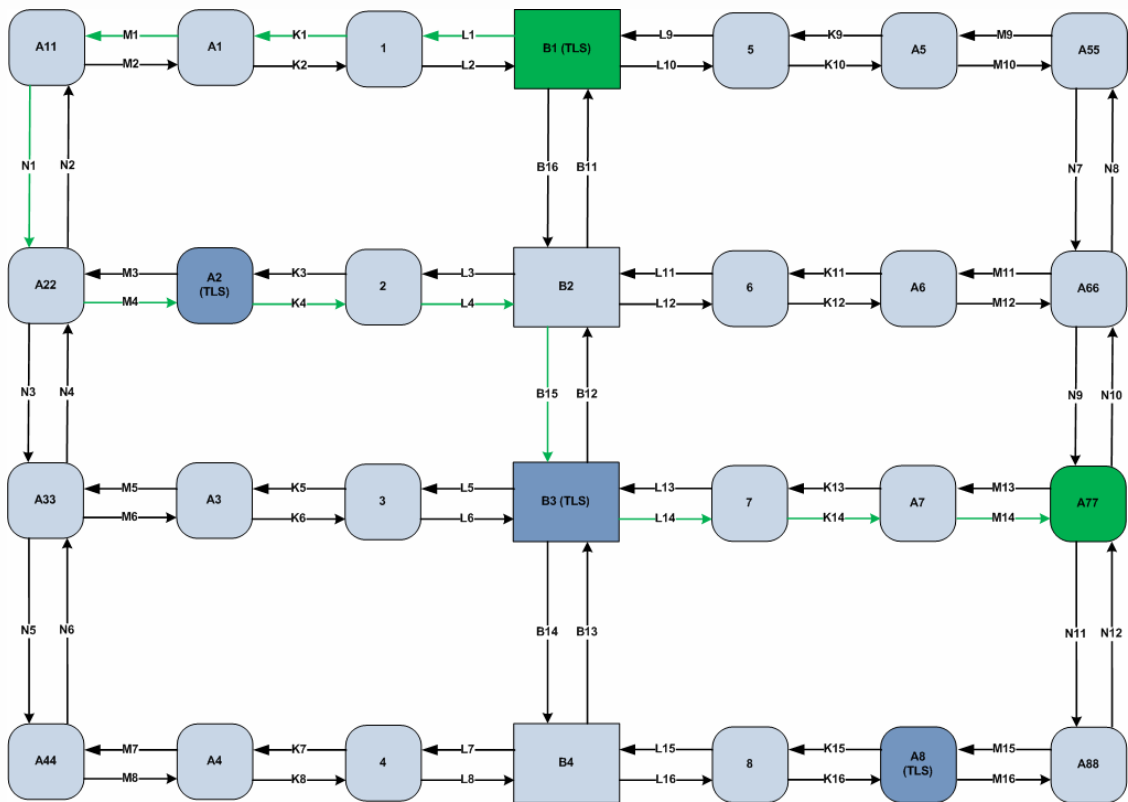 A11
M1
M2
A1
K1
K2
1
L1
L2
B1 (TLS)
L9
L10
5
K9
K10
A5
M9
M10
A55
N1
N2
B16
B11
N7
N8
A22
M3
M4
A2
(TLS)
K3
K4
2
L3
L4
B2
L11
L12
6
K11
K12
A6
M11
M12
A66
N3
N4
B15
B12
N9
N10
A33
M5
M6
A3
K5
K6
3
L5
L6
B3 (TLS)
L13
L14
7
K13
K14
A7
M13
M14
A77
N5
N6
B14
B13
N11
N12
A44
M7
M8
A4
K7
K8
4
L7
L8
B4
L15
L16
8
K15
K16
A8
(TLS)
M15
M16
A88